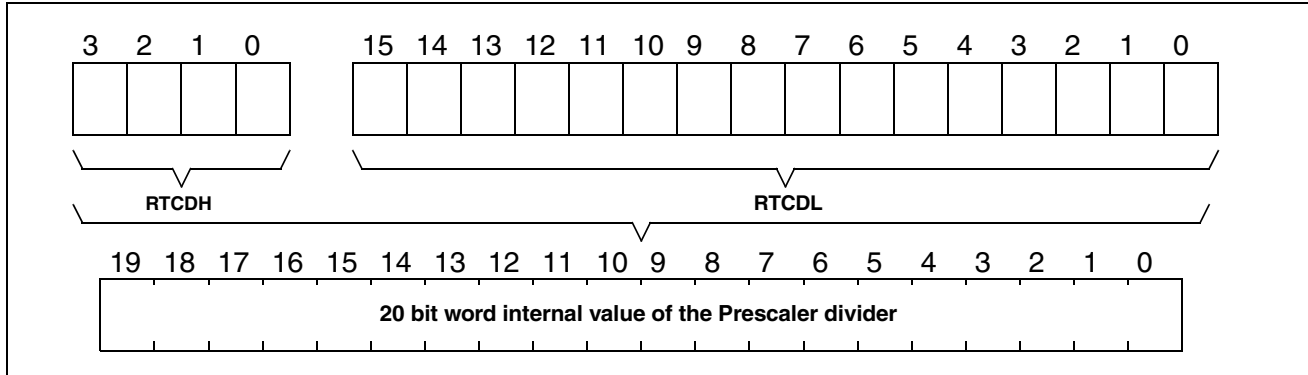 3 2 1 0 15 14 13 12 11 10 9 8 7 6 5 4 3 2 1 0
RTCDH RTCDL
19 18 17 16 15 14 13 12 11 10 9 8 7 6 5 4 3 2 1 0
20 bit word internal value of the Prescaler divider